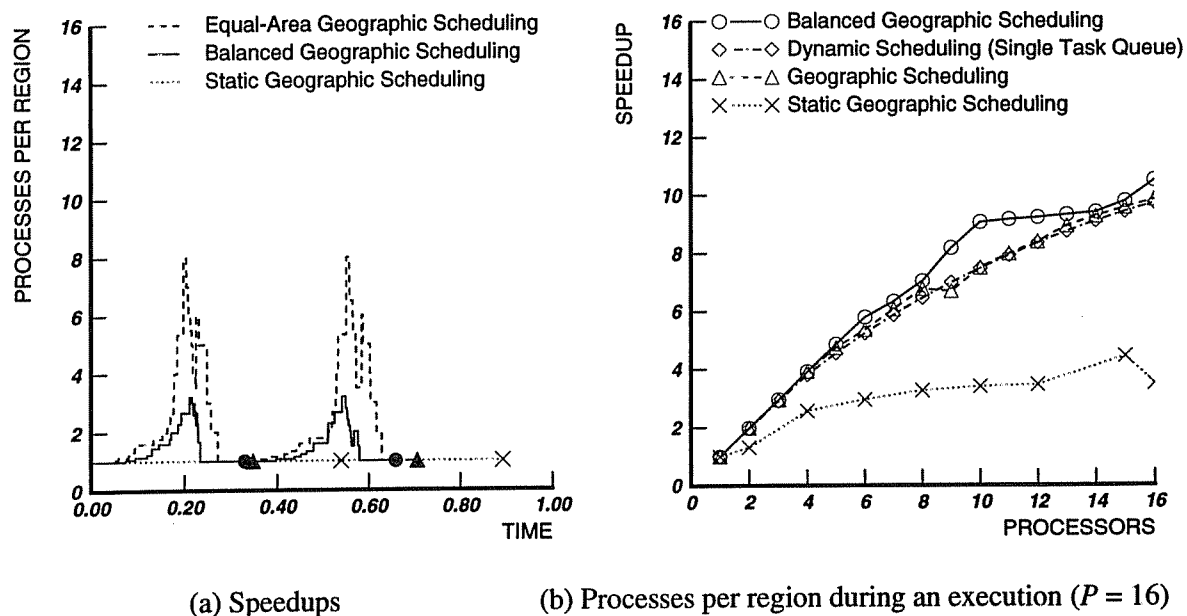 PROCESSES PER REGION
16
14
12
10
8
6
4
2
0
Equal-Area Geographic Scheduling
Balanced Geographic Scheduling
Static Geographic Scheduling
0.00
0.20
0.40
0.60
0.80
1.00
TIME
SPEEDUP
16
14
12
10
8
6
4
2
0
Balanced Geographic Scheduling
Dynamic Scheduling (Single Task Queue)
Geographic Scheduling
Static Geographic Scheduling
0
2
4
6
8
10
12
14
16
PROCESSORS
(a) Speedups
(b) Processes per region during an execution (P = 16)